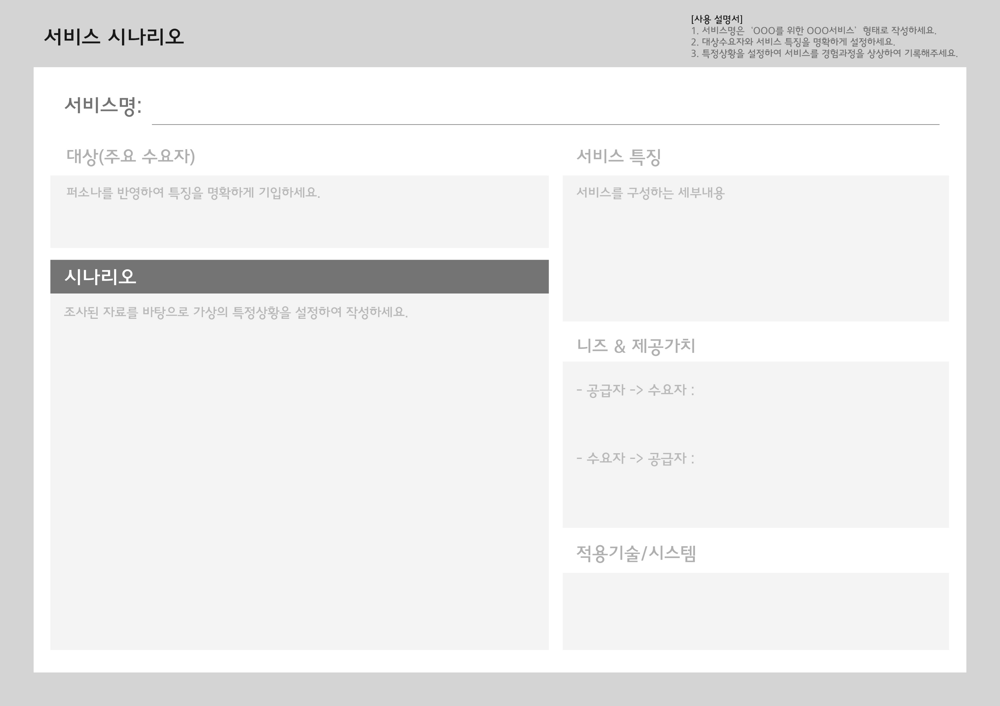 서비스 시나리오
[사용 설명서]
1. 서비스명은 ‘OOO를 위한 OOO서비스’ 형태로 작성하세요.
2. 대상수요자와 서비스 특징을 명확하게 설정하세요.
3. 특정상황을 설정하여 서비스를 경험과정을 상상하여 기록해주세요.
서비스명:
대상(주요 수요자)
퍼소나를 반영하여 특징을 명확하게 기입하세요.
시나리오
조사된 자료를 바탕으로 가상의 특정상황을 설정하여 작성하세요.
서비스 특징
서비스를 구성하는 세부내용
니즈 & 제공가치
- 공급자 -> 수요자 :
- 수요자 -> 공급자 :
적용기술/시스템